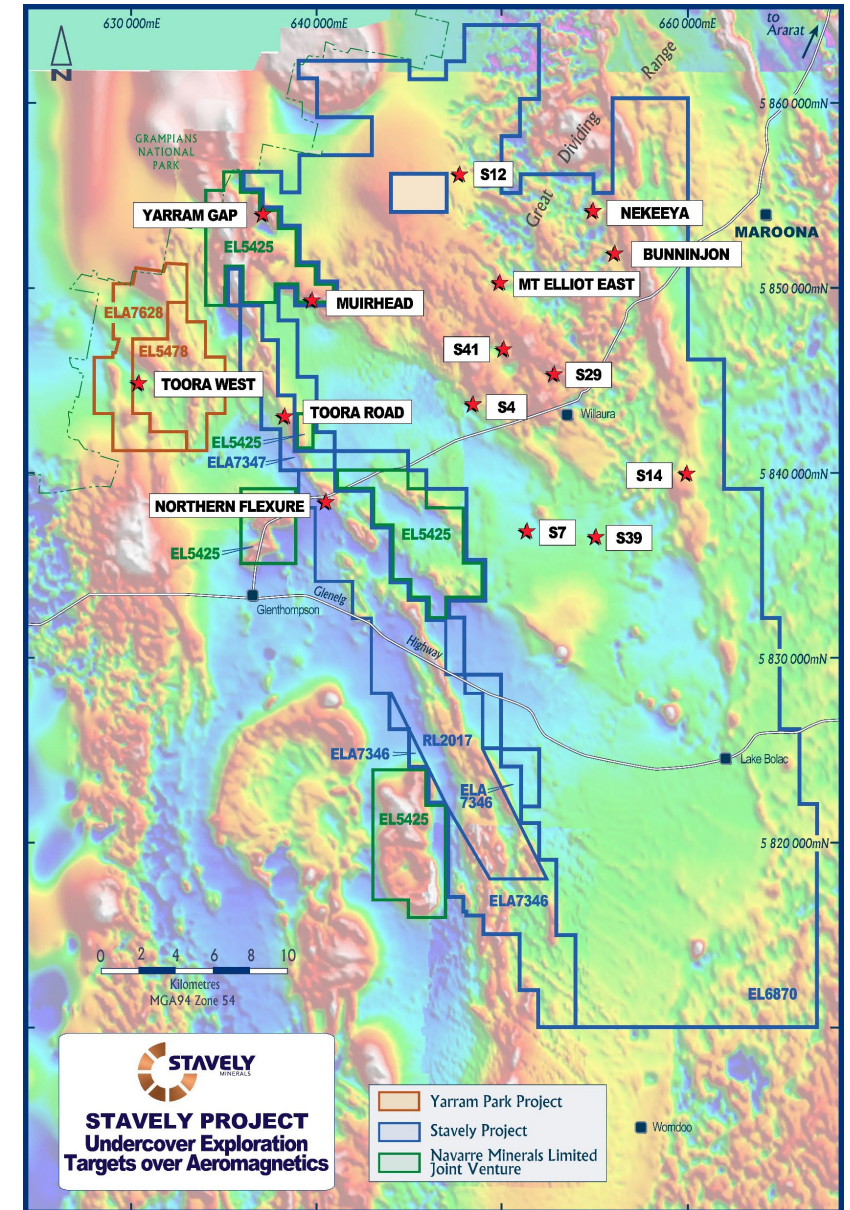 630 000mE
640 000mE
660 000mE
to
Ararat
N
Range
5 860 000mN
GRAMPIANS
NATIONAL
PARK
Dividing
S12
Great
YARRAM GAP
NEKEEYA
MAROONA
EL5425
BUNNINJON
MT ELLIOT EAST
5 850 000mN
MUIRHEAD
ELA7628
EL5478
S41
S29
TOORA WEST
S4
TOORA ROAD
Willaura
EL5425
ELA7347
S14
5 840 000mN
NORTHERN FLEXURE
EL5425
S7
S39
EL5425
Glenelg
Glenthompson
Highway
5 830 000mN
RL2017
ELA7346
Lake Bolac
ELA
7346
EL5425
5 820 000mN
ELA7346
0 2 4 6 8 10
Kilometres
MGA94 Zone 54
EL6870
STAVELY
MINERALS
STAVELY PROJECT
Undercover Exploration
Targets over Aeromagnetics
Yarram Park Project
Stavely Project
Navarre Minerals Limited
Joint Venture
Worndoo